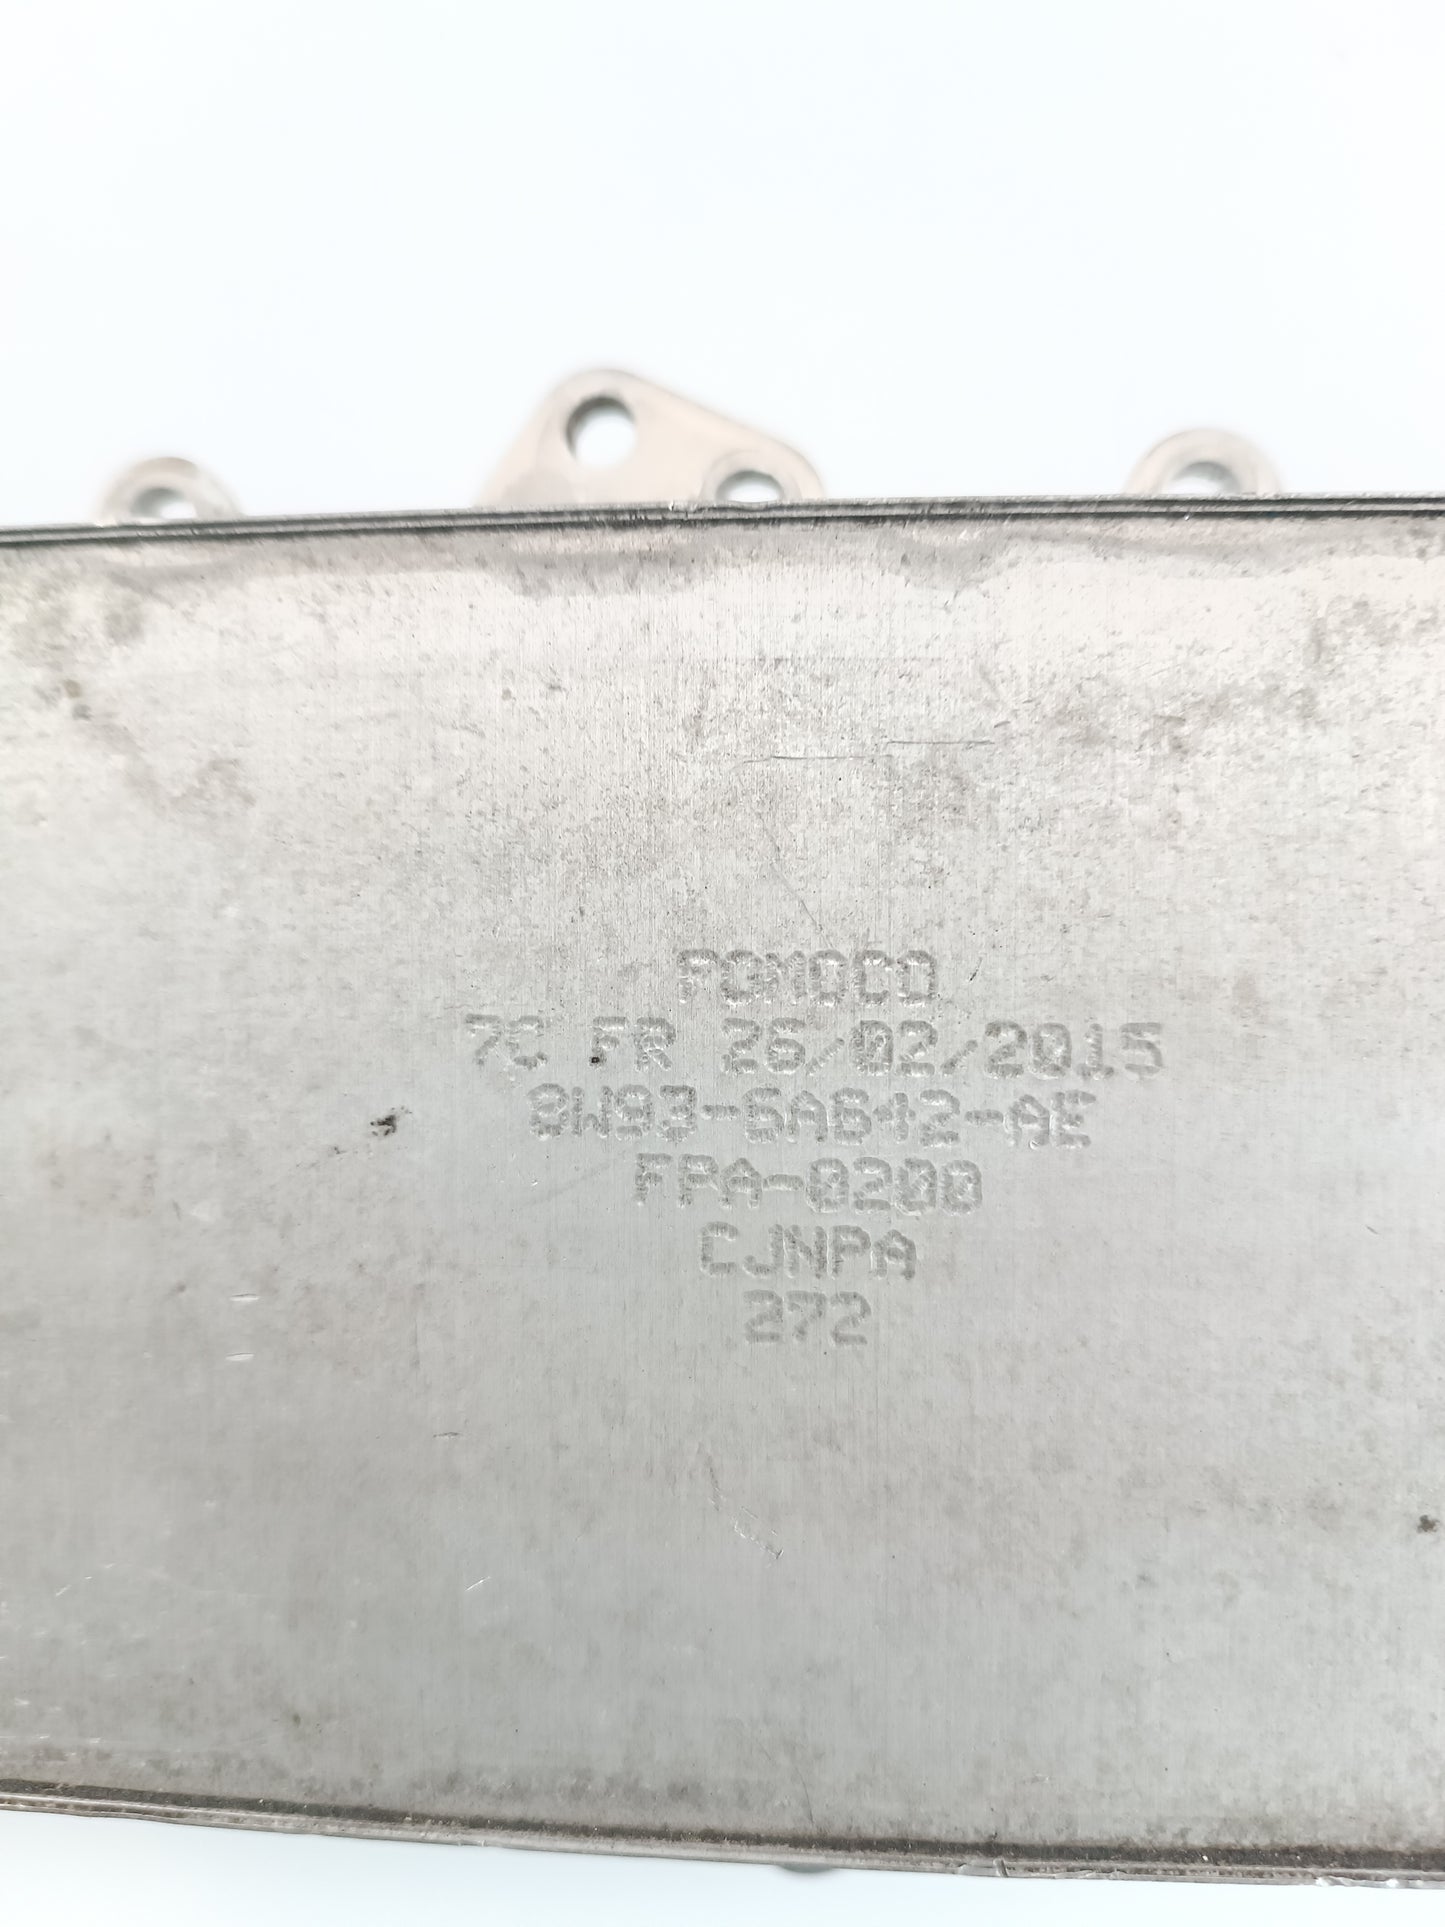 FOMOCO
7C FR 26/02/2015
8W93-6A642-AE
FPA-0200
CJNPA
272